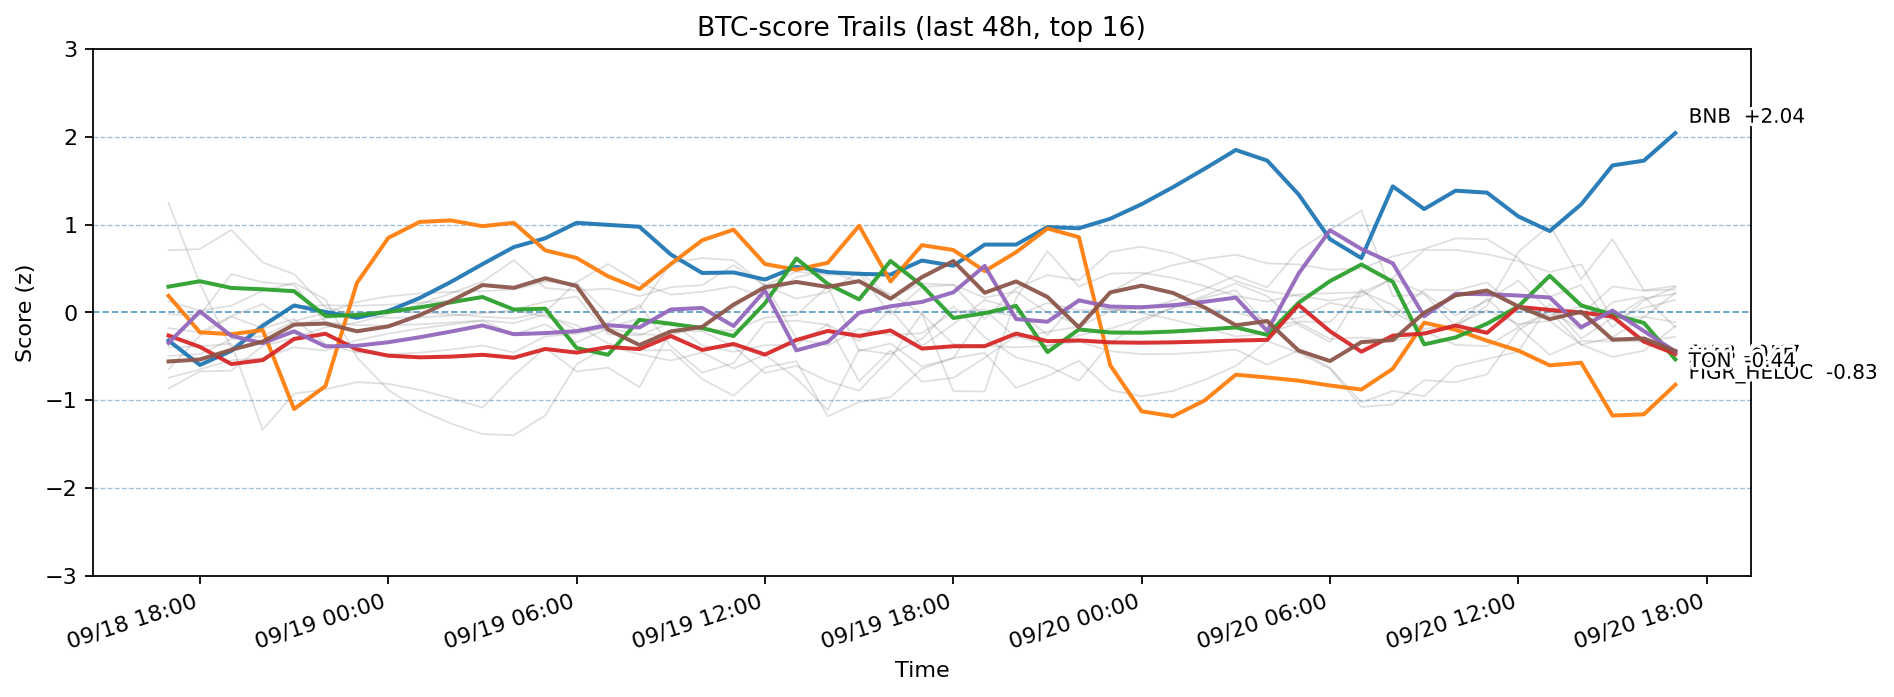 BTC-score Trails (last 48h, top 16)
3
2
1
0
−1
−2
−3
Score (z)
BNB +2.04
TON -0.44
FIGR_HELOC -0.83
09/18 18:00
09/19 00:00
09/19 06:00
09/19 12:00
09/19 18:00
09/20 00:00
09/20 06:00
09/20 12:00
09/20 18:00
Time